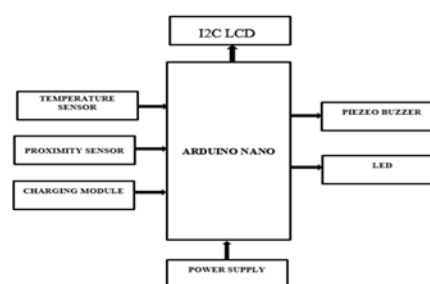 I2C LCD
TEMPERATURE
SENSOR
PROXIMITY SENSOR
CHARGING MODULE
ARDUINO NANO
PIEZEO BUZZER
LED
POWER SUPPLY